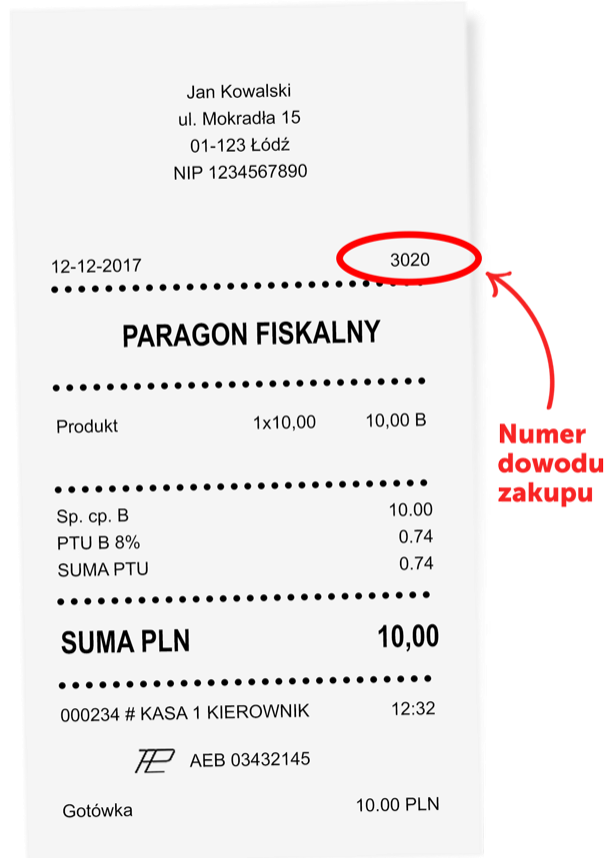 Jan Kowalski
ul. Mokradła 15
01-123 Łódź
NIP 1234567890
12-12-2017 3020
PARAGON FISKALNY
Produkt 1x10,00 10,00 B
Numer
dowodu
zakupu
Sp. cp. B 10.00
PTU B 8% 0.74
SUMA PTU 0.74
SUMA PLN 10,00
000234 # KASA 1 KIEROWNIK 12:32
AEB 03432145
Gotówka 10.00 PLN